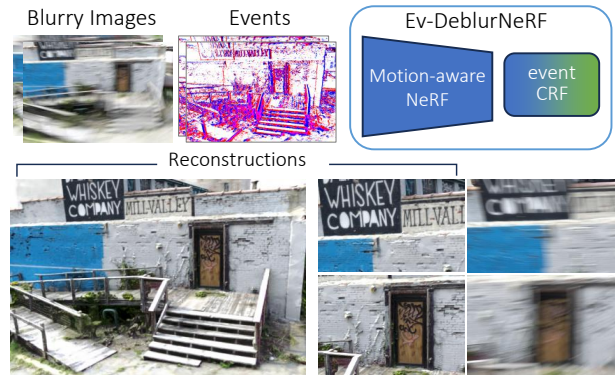 Blurry Images
Events
Ev-DeblurNeRF
Motion-aware
NeRF
event
CRF
Reconstructions
WHISKEY
COMPANY
MILL-VALLEY
WHISKEY
COMPANY
MILL-VALL